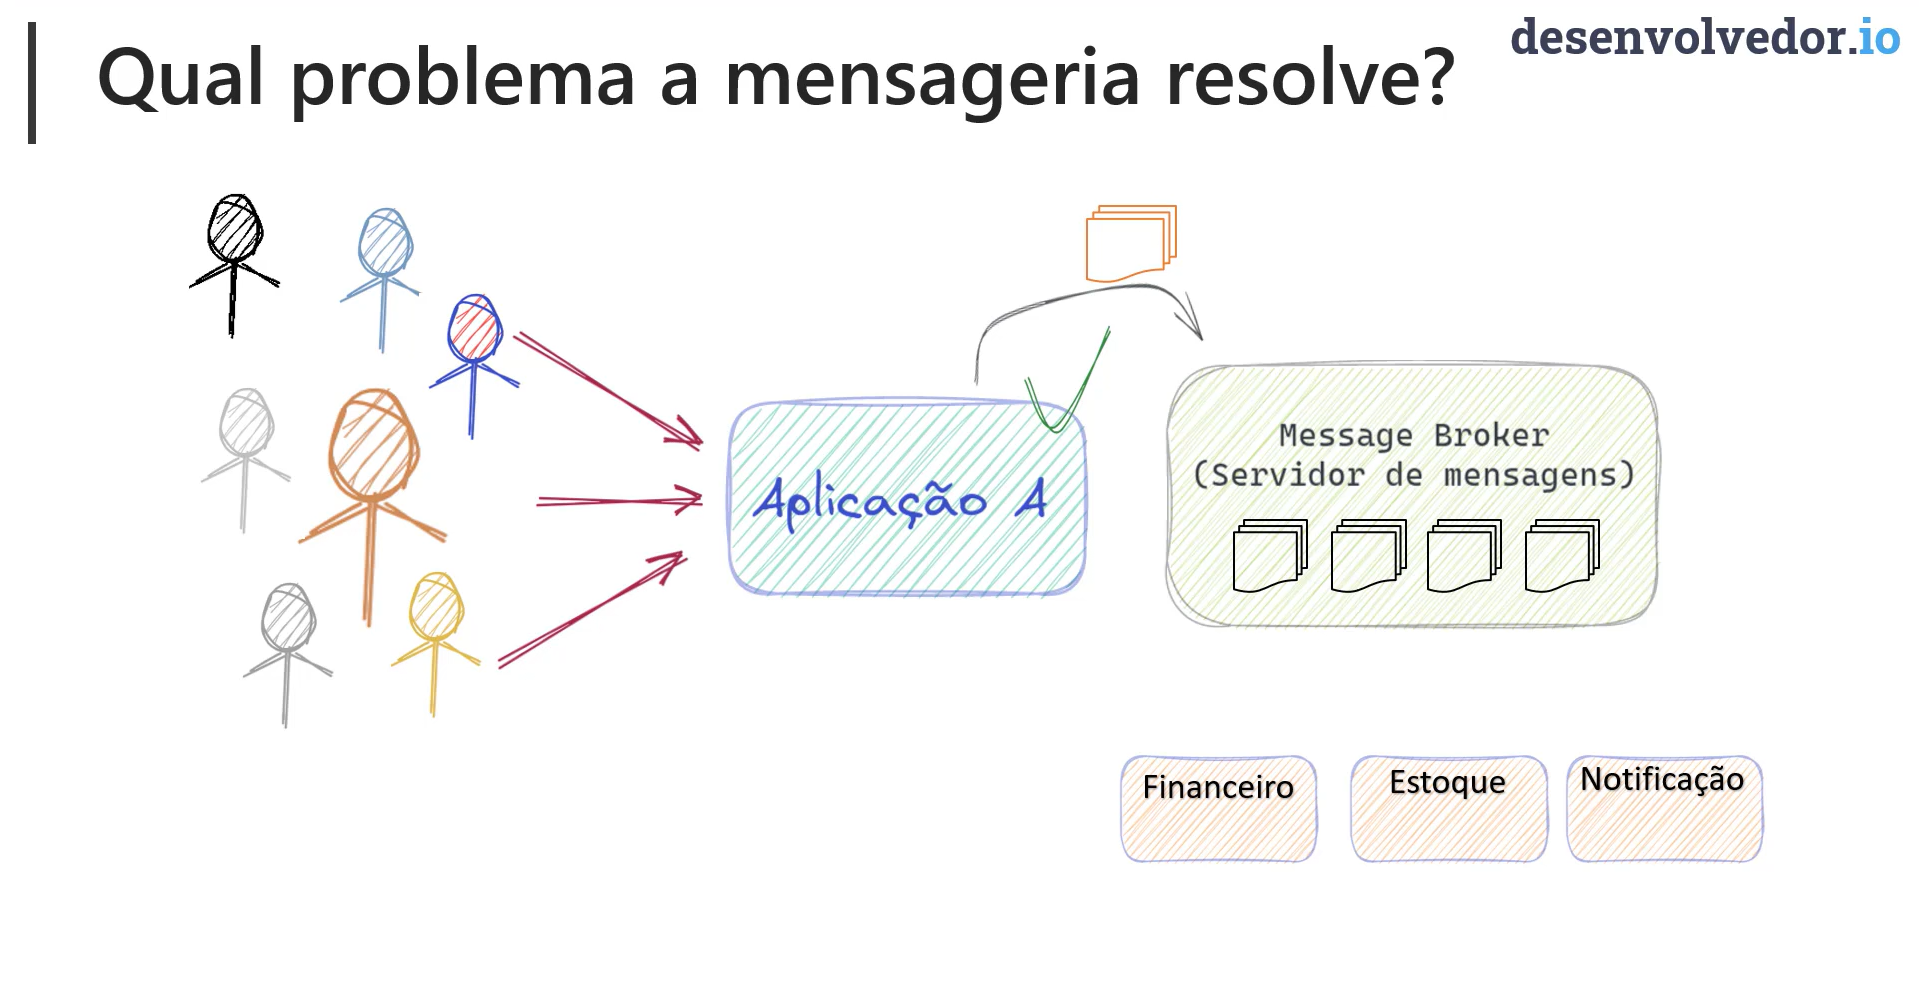 desenvolvedor.io
Qual problema a mensageria resolve?
Aplicação A
Message Broker
(Servidor de mensagens)
Financeiro
Estoque
Notificação